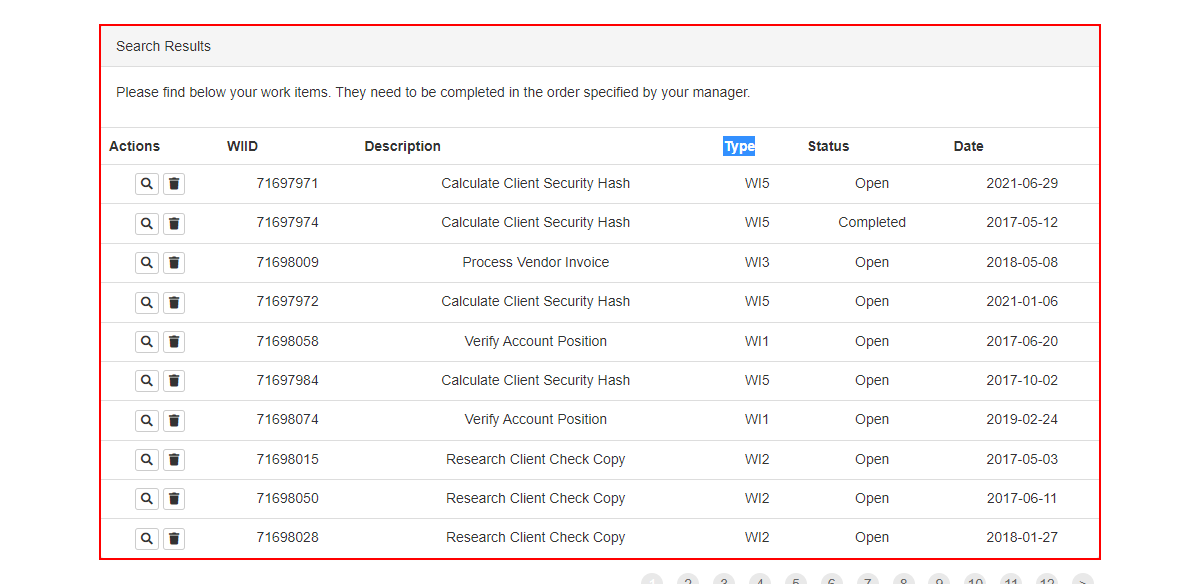 Search Results
Please find below your work items. They need to be completed in the order specified by your manager.
Actions WIID Description Type Status Date
71697971 Calculate Client Security Hash WI5 Open 2021-06-29
71697974 Calculate Client Security Hash WI5 Completed 2017-05-12
71698009 Process Vendor Invoice WI3 Open 2018-05-08
71697972 Calculate Client Security Hash WI5 Open 2021-01-06
71698058 Verify Account Position WI1 Open 2017-06-20
71697984 Calculate Client Security Hash WI5 Open 2017-10-02
71698074 Verify Account Position WI1 Open 2019-02-24
71698015 Research Client Check Copy WI2 Open 2017-05-03
71698050 Research Client Check Copy WI2 Open 2017-06-11
71698028 Research Client Check Copy WI2 Open 2018-01-27
1 2 3 4 5 6 7 8 9 10 11 12 >